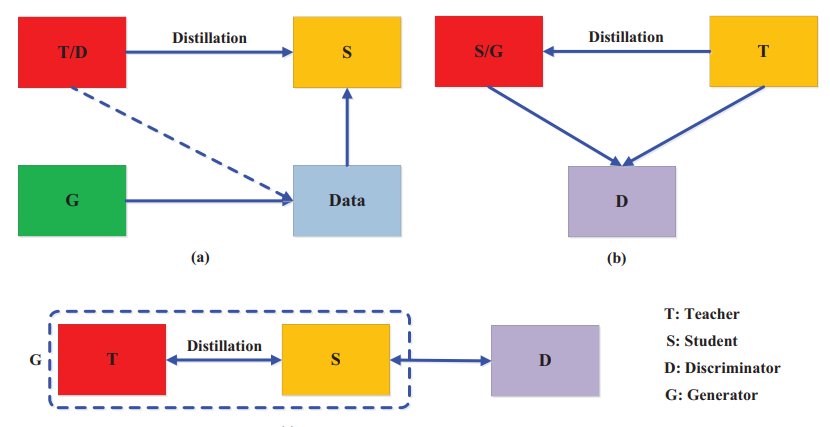 T/D
Distillation
S
G
Data
(a)
S/G
Distillation
T
D
(b)
G
T
Distillation
S
D
T: Teacher
S: Student
D: Discriminator
G: Generator